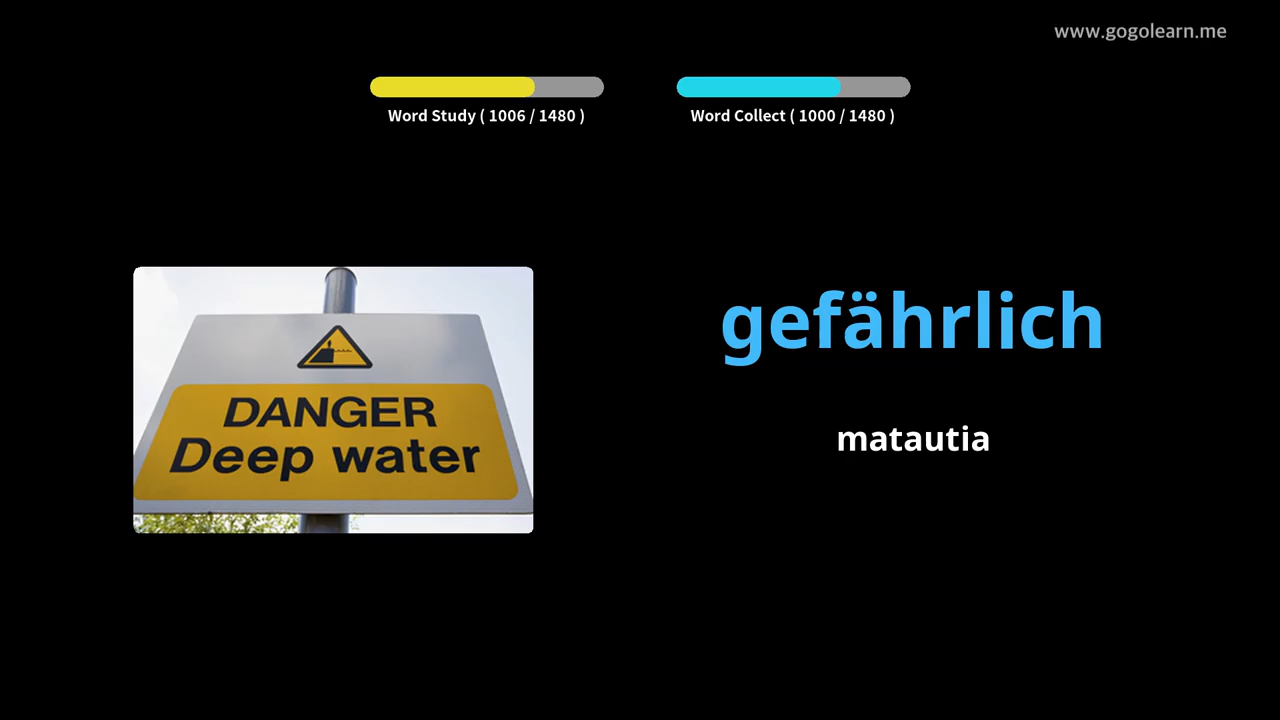 www.gogolearn.me
Word Study ( 1006 / 1480 )
Word Collect ( 1000 / 1480 )
DANGER
Deep water
gefährlich
matautia